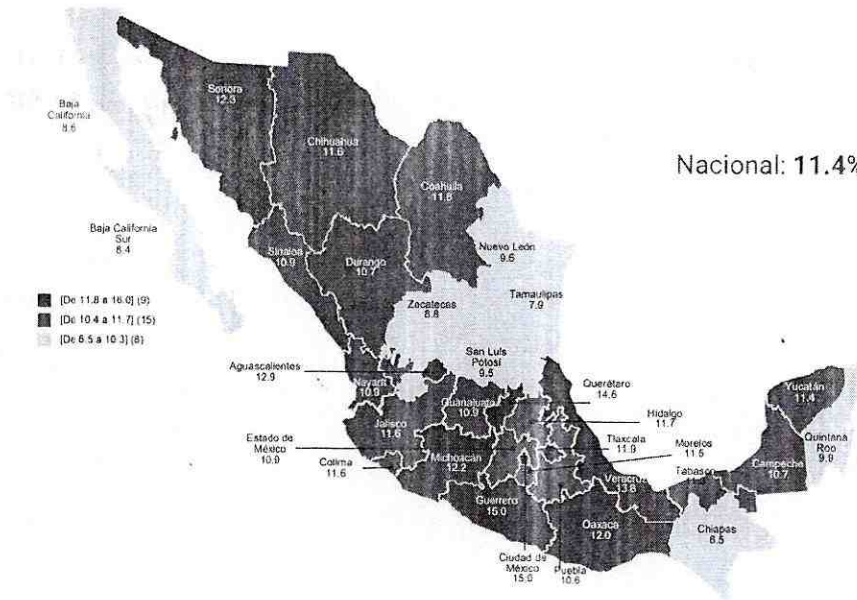 Sonora
12.3
Baja
California
8.6
Chihuahua
11.6
Nacional: 11.4%
Coahuila
11.8
Baja California
Sur
Sinaloa
10.9
Durango
10.7
Nuevo León
Tamaulipas
7.9
Zacatecas
8.8
[De 11.8 a 16.0] (9)
[De 10.4 a 11.7] (15)
[De 6.5 a 10.3] (8)
San Luis
Potosí
9.5
Aguascalientes
12.9
Nayarit
10.9
Guanajuato
10.9
Querétaro
14.6
Yucatán
11.4
Hidalgo
11.7
Jalisco
11.6
Estado de
México
10.9
Tlaxcala
11.9
Morelos
11.5
Quintana
Roo
9.9
Colima
11.6
Michoacán
12.2
Veracruz
13.8
Tabasco
Campeche
10.7
Guerrero
15.0
Oaxaca
12.0
Chiapas
6.5
Ciudad de
México
15.0
Puebla
10.6